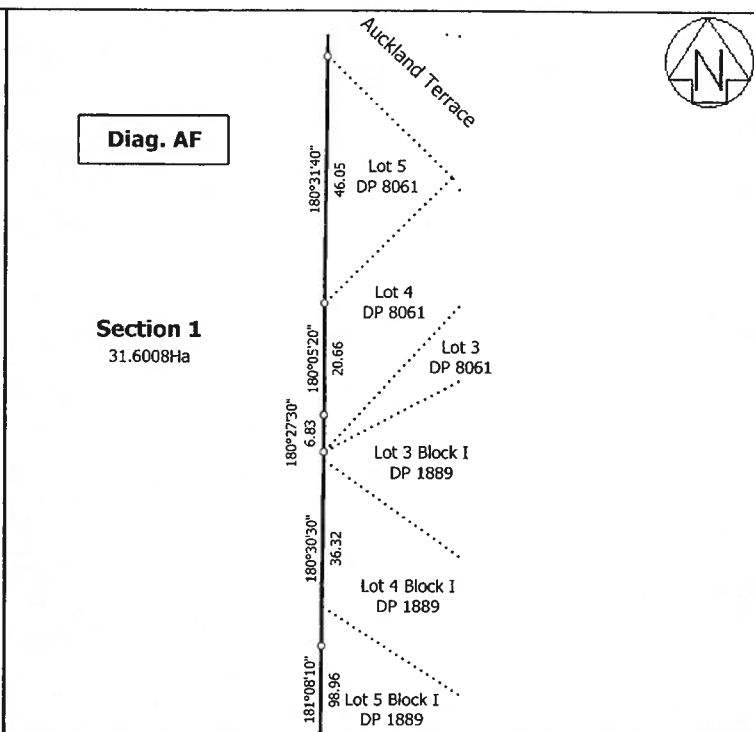 Auckland Terrace
N
Diag. AF
180°31'40"
46.05
Lot 5
DP 8061
Section 1
31.6008Ha
Lot 4
DP 8061
180°05'20"
20.66
Lot 3
DP 8061
180°27'30"
6.83
Lot 3 Block I
DP 1889
180°30'30"
36.32
Lot 4 Block I
DP 1889
181°08'10"
98.96
Lot 5 Block I
DP 1889